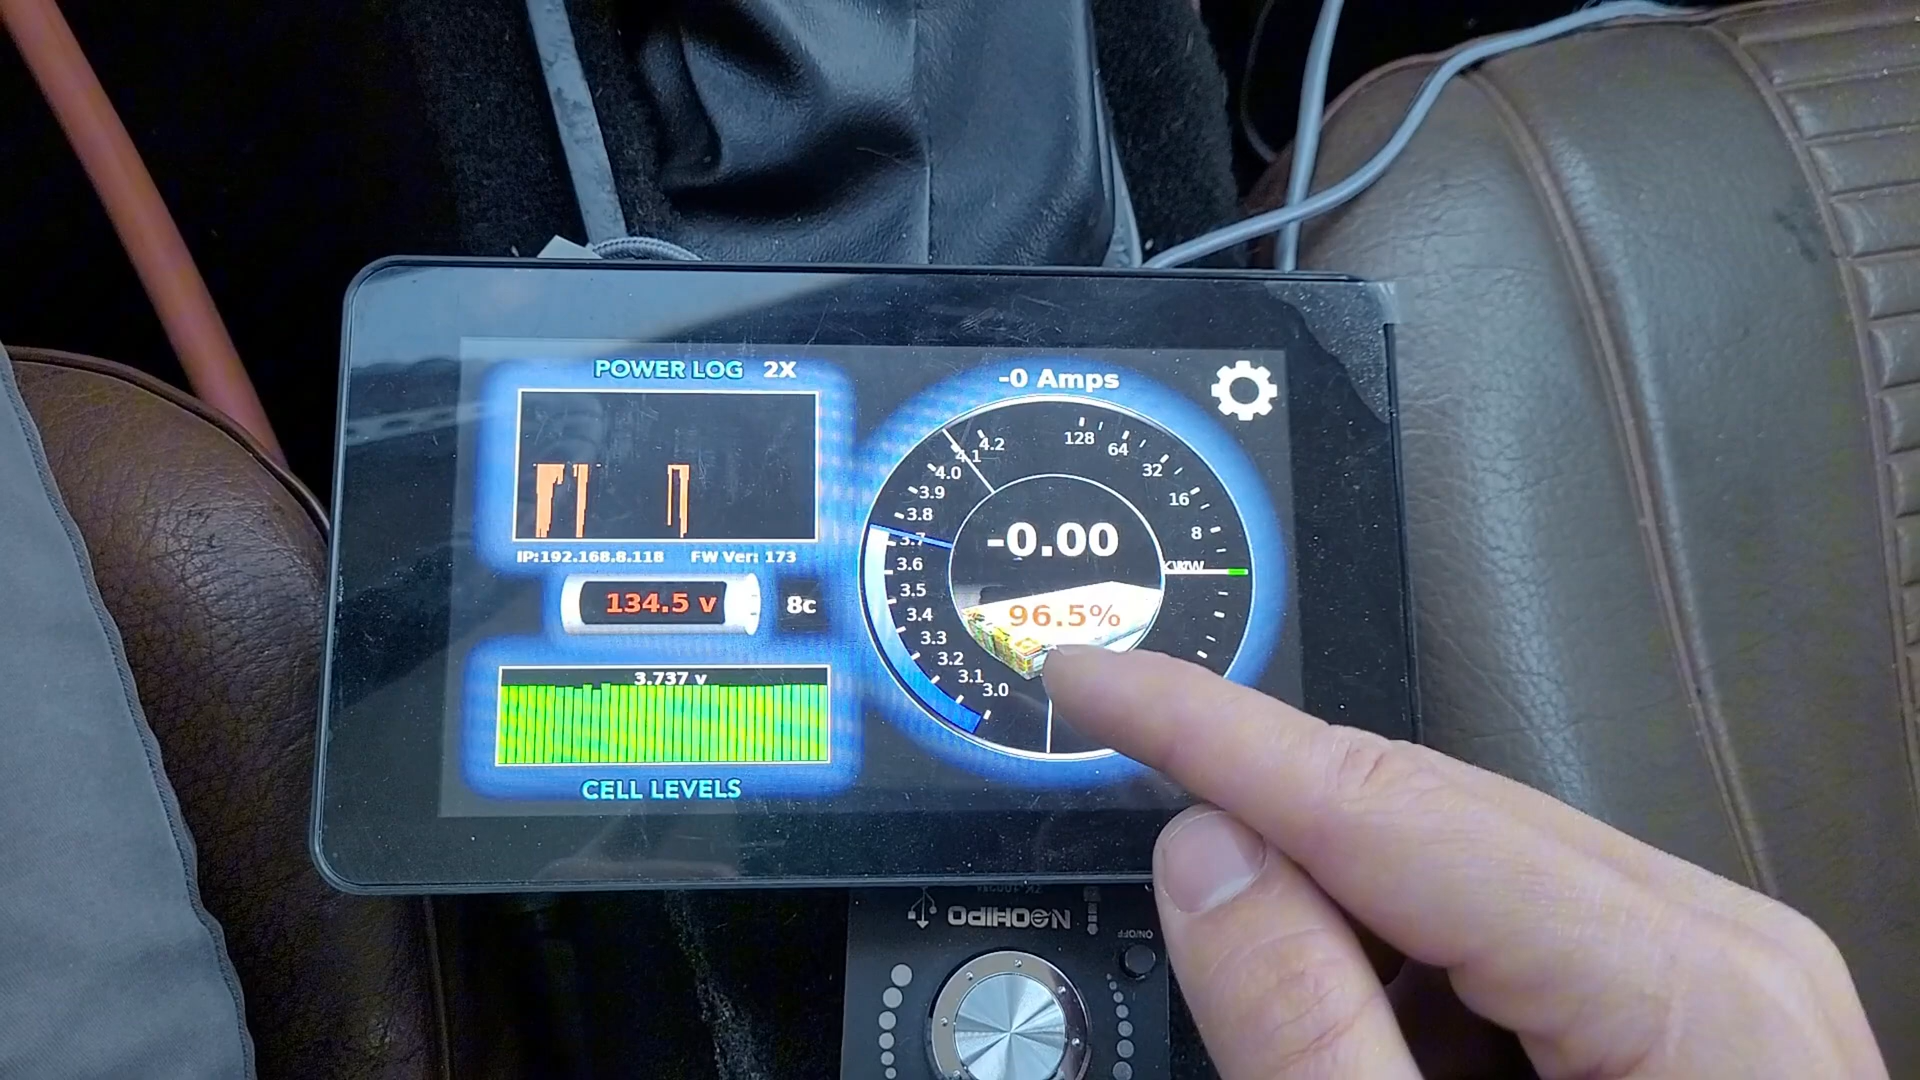 POWER LOG 2X
-0 Amps
4.2
4.1
4.0
3.9
3.8
3.7
3.6
3.5
3.4
3.3
3.2
3.1
3.0
128
64
32
16
8
-0.00
96.5%
IP:192.168.8.118 FW Ver: 173
134.5 v
8c
3.737 v
CELL LEVELS
NEOHIPO
ON/OFF